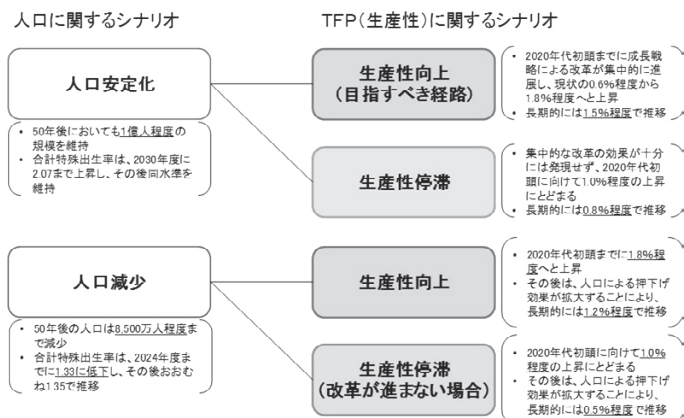 人口に関するシナリオ
TFP(生産性)に関するシナリオ
人口安定化
• 50年後においても1億人程度の
規模を維持
• 合計特殊出生率は、2030年度に
2.07まで上昇し、その後同水準を
維持
生産性向上
(目指すべき経路)
• 2020年代初頭までに成長戦
略による改革が集中的に進
展し、現状の0.6%程度から
1.8%程度へと上昇
• 長期的には1.5%程度で推移
生産性停滞
• 集中的な改革の効果が十分
には発現せず、2020年代初
頭に向けて1.0%程度の上昇
にとどまる
• 長期的には0.8%程度で推移
人口減少
• 50年後の人口は8,500万人程度ま
で減少
• 合計特殊出生率は、2024年度ま
でに1.33に低下し、その後おおむ
ね1.35で推移
生産性向上
• 2020年代初頭までに1.8%程
度へと上昇
• その後は、人口による押下げ
効果が拡大することにより、
長期的には1.2%程度で推移
生産性停滞
(改革が進まない場合)
• 2020年代初頭に向けて1.0%
程度の上昇にとどまる
• その後は、人口による押下げ
効果が拡大することにより、
長期的には0.5%程度で推移